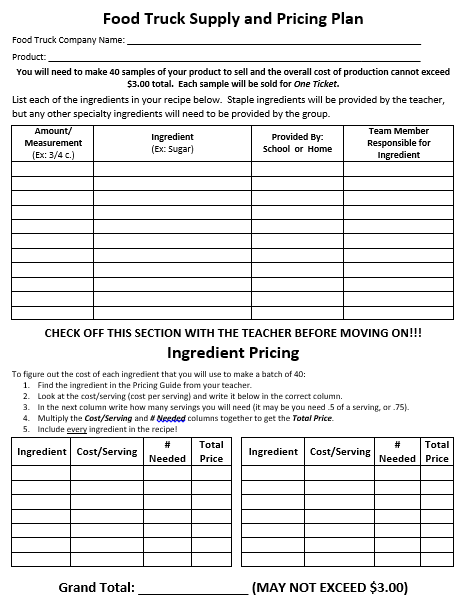 Food Truck Supply and Pricing Plan
Food Truck Company Name:
Product:
You will need to make 40 samples of your product to sell and the overall cost of production cannot exceed
$3.00 total. Each sample will be sold for One Ticket.
List each of the ingredients in your recipe below. Staple ingredients will be provided by the teacher,
but any other specialty ingredients will need to be provided by the group.
Amount/ Measurement (Ex: 3/4 c.) Ingredient (Ex: Sugar) Provided By: School or Home Team Member Responsible for Ingredient
CHECK OFF THIS SECTION WITH THE TEACHER BEFORE MOVING ON!!!
Ingredient Pricing
To figure out the cost of each ingredient that you will use to make a batch of 40:
1. Find the ingredient in the Pricing Guide from your teacher.
2. Look at the cost/serving (cost per serving) and write it below in the correct column.
3. In the next column write how many servings you will need (it may be you need .5 of a serving, or .75).
4. Multiply the Cost/Serving and # Needed columns together to get the Total Price.
5. Include every ingredient in the recipe!
Ingredient Cost/Serving # Needed Total Price Ingredient Cost/Serving # Needed Total Price
Grand Total: (MAY NOT EXCEED $3.00)